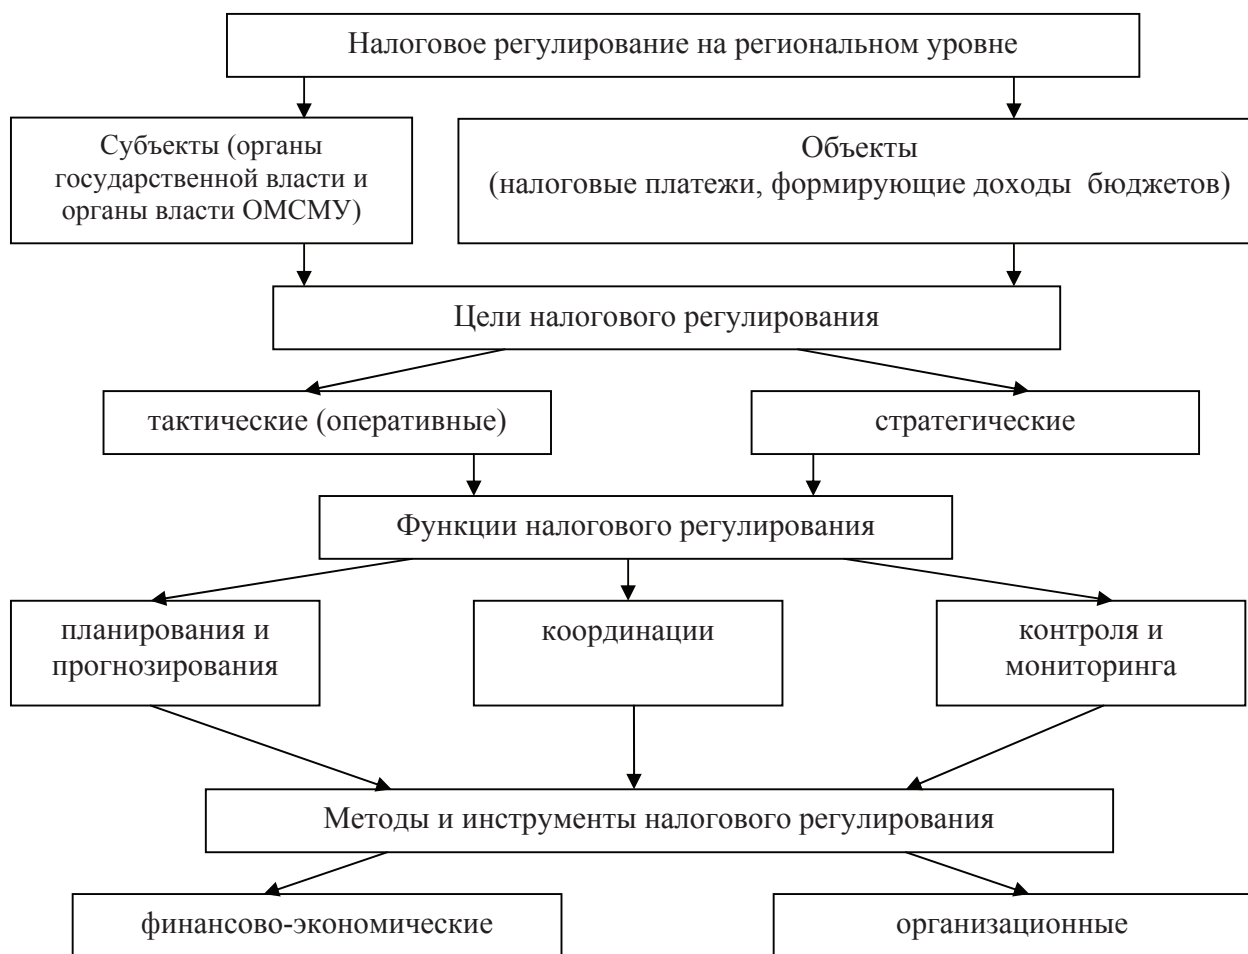 Налоговое регулирование на региональном уровне
Субъекты (органы
государственной власти и
органы власти ОМСМУ)
Объекты
(налоговые платежи, формирующие доходы бюджетов)
Цели налогового регулирования
тактические (оперативные)
стратегические
Функции налогового регулирования
планирования и
прогнозирования
координации
контроля и
мониторинга
Методы и инструменты налогового регулирования
финансово-экономические
организационные